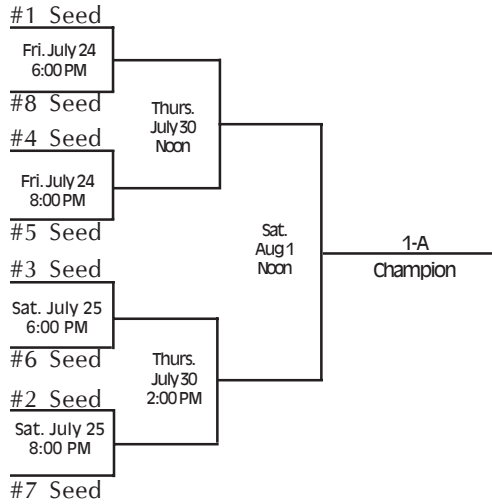 #1 Seed
Fri. July 24
6:00 PM
#8 Seed
Thurs.
July 30
Noon
#4 Seed
Fri. July 24
8:00 PM
#5 Seed
Sat.
Aug 1
Noon
1-A
Champion
#3 Seed
Sat. July 25
6:00 PM
#6 Seed
Thurs.
July 30
2:00 PM
#2 Seed
Sat. July 25
8:00 PM
#7 Seed